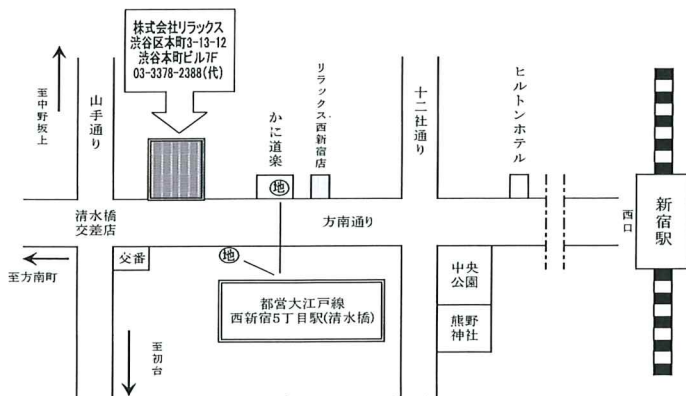 株式会社リラックス
渋谷区本町3-13-12
渋谷本町ビル7F
03-3378-2388(代)
至中野坂上
山手通り
かに道楽
リラックス西新宿店
十二社通り
ヒルトンホテル
地
清水橋
交差店
方南通り
西口
新宿駅
至方南町
交番
地
中央
公園
都営大江戸線
西新宿5丁目駅(清水橋)
熊野
神社
至初台